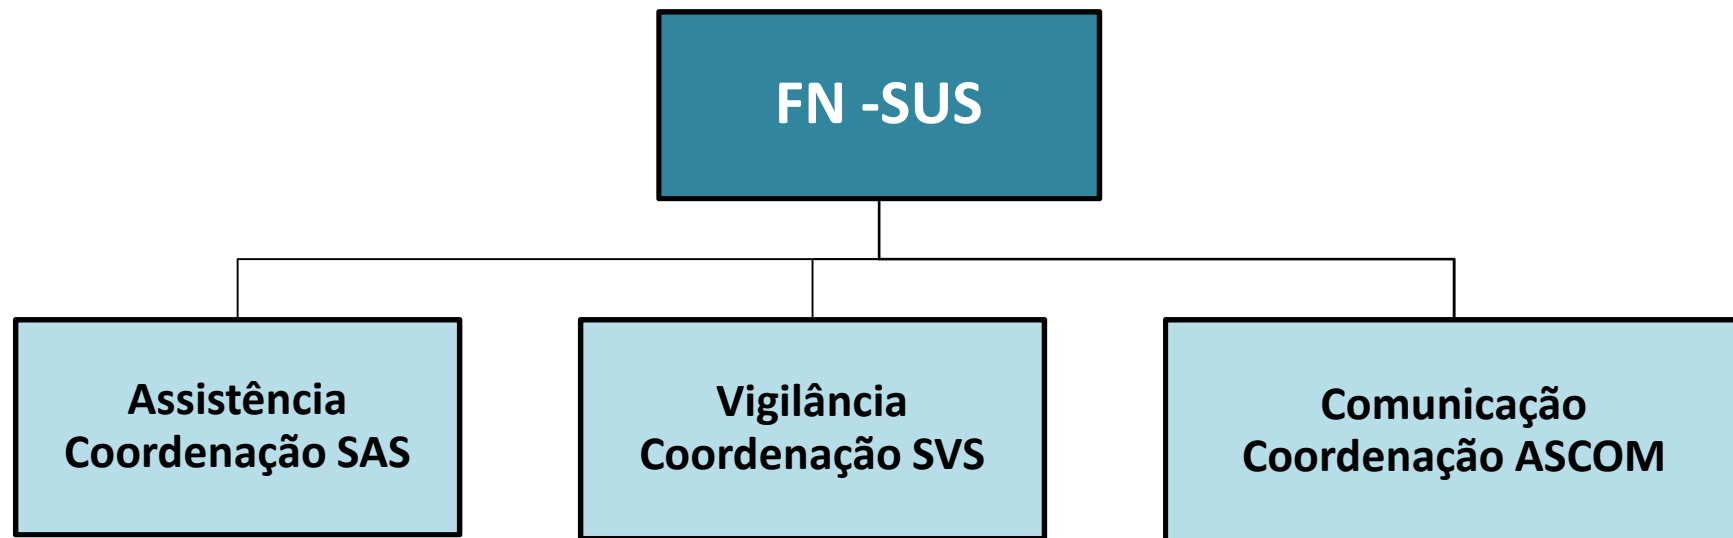 FN -SUS
Assistência
Coordenação SAS
Vigilância
Coordenação SVS
Comunicação
Coordenação ASCOM